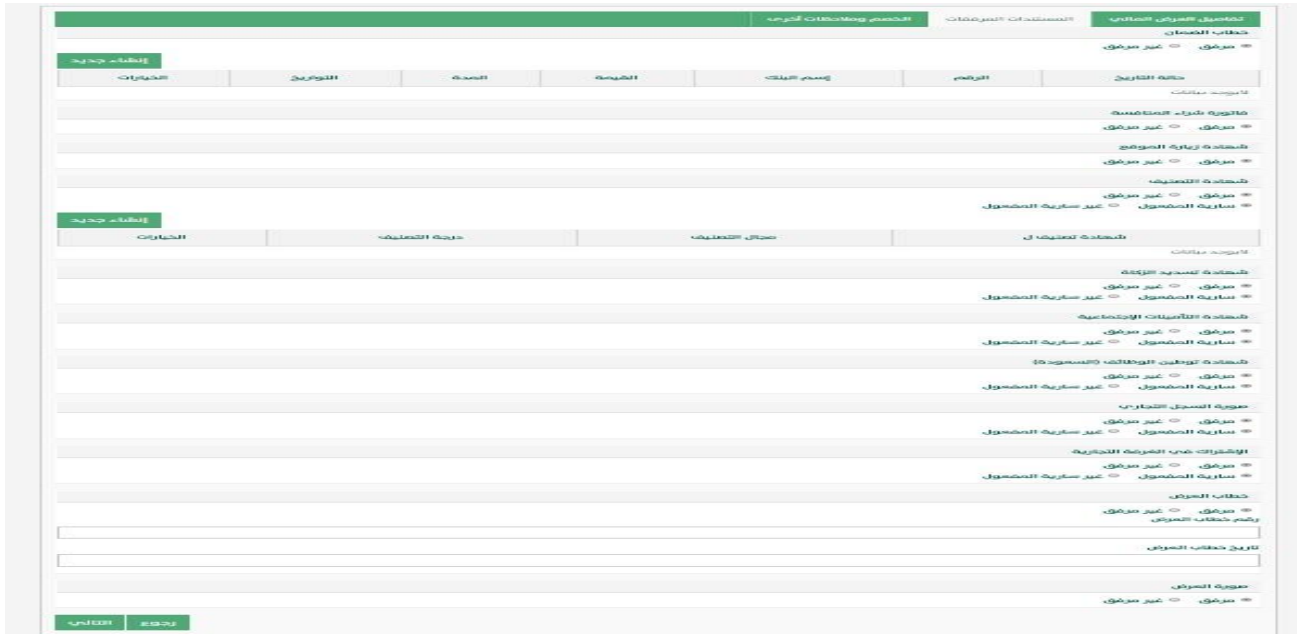 تفاصيل العرض المالي المستندات المرفقات الخصم وملاحظات أخرى
خطاب الضمان
مرفق غير مرفق
إنشاء جديد
حالة التاريخ الرقم إسم البنك القيمة المدة التواريخ الخيارات
لايوجد بيانات
فاتورة شراء المنافسة
مرفق غير مرفق
شهادة زيارة الموقع
مرفق غير مرفق
شهادة التصنيف
مرفق غير مرفق
سارية المفعول غير سارية المفعول
إنشاء جديد
شهادة تصنيف ل مجال التصنيف درجة التصنيف الخيارات
لايوجد بيانات
شهادة تسديد الزكاة
مرفق غير مرفق
سارية المفعول غير سارية المفعول
شهادة التأمينات الإجتماعية
مرفق غير مرفق
سارية المفعول غير سارية المفعول
شهادة توطين الوظائف (السعودة)
مرفق غير مرفق
سارية المفعول غير سارية المفعول
صورة السجل التجاري
مرفق غير مرفق
سارية المفعول غير سارية المفعول
الإشتراك في الغرفة التجارية
مرفق غير مرفق
سارية المفعول غير سارية المفعول
خطاب العرض
مرفق غير مرفق
رقم خطاب العرض
تاريخ خطاب العرض
صورة العرض
مرفق غير مرفق
رجوع التالي